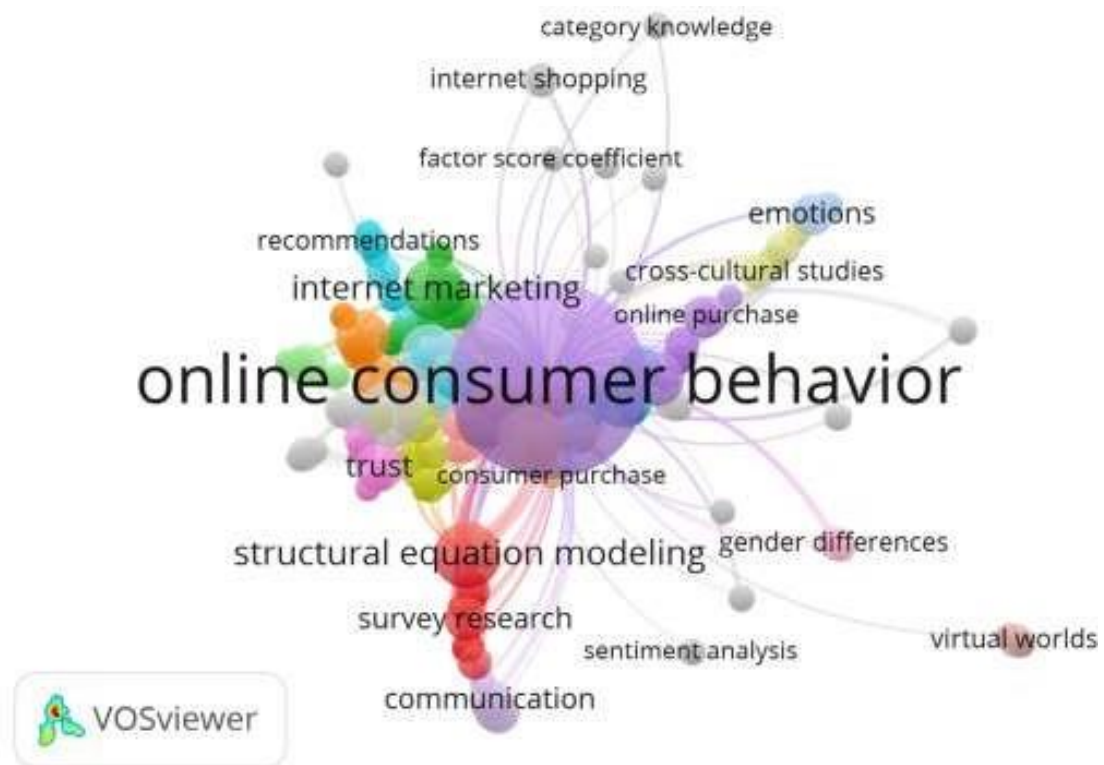 category knowledge
internet shopping
factor score coefficient
emotions
recommendations
cross-cultural studies
internet marketing
online purchase
online consumer behavior
trust
consumer purchase
gender differences
structural equation modeling
survey research
virtual worlds
sentiment analysis
communication
VOSviewer